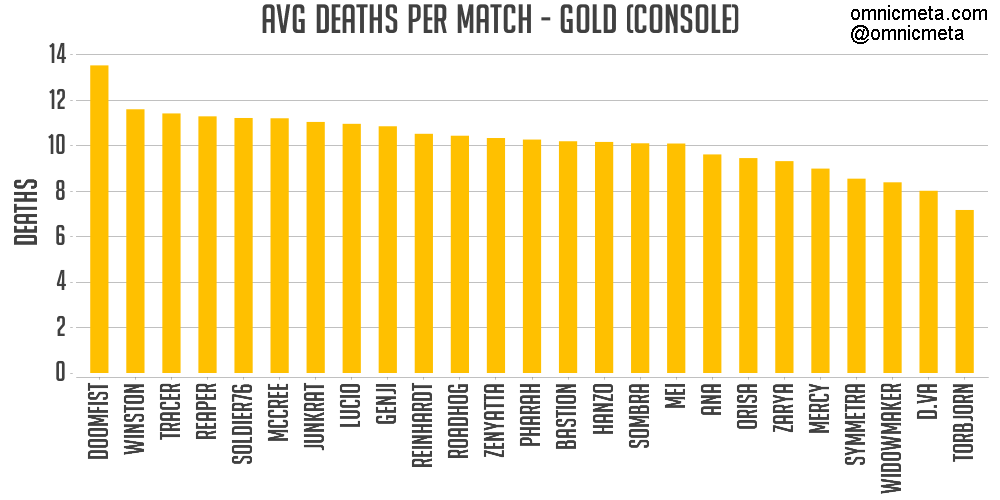 AVG DEATHS PER MATCH - GOLD (CONSOLE)
omnicmeta.com
@omnicmeta
DEATHS
14
12
10
8
6
4
2
0
DOOMFIST
WINSTON
TRACER
REAPER
SOLDIER76
MCCREE
JUNKRAT
LUCIO
GENJI
REINHARDT
ROADHOG
ZENYATTA
PHARAH
BASTION
HANZO
SOMBRA
MEI
ANA
ORISA
ZARYA
MERCY
SYMMETRA
WIDOWMAKER
D.VA
TORBJORN